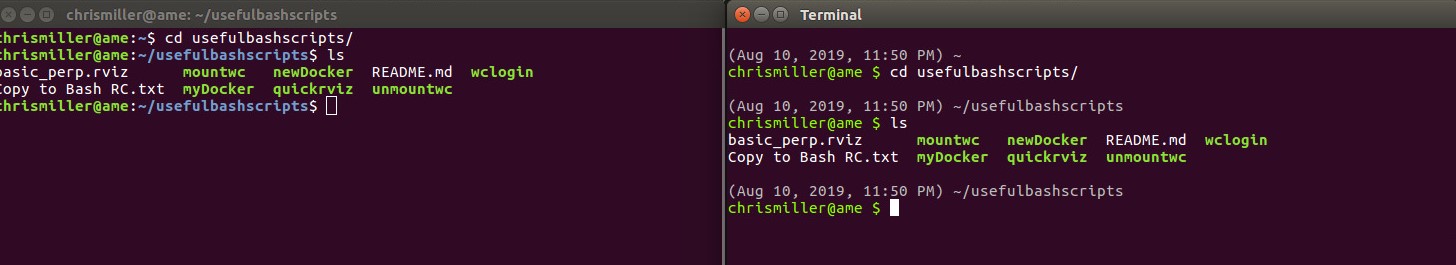 chrismiller@ame: ~/usefulbashscripts
hrismiller@ame:~$ cd usefulbashscripts/
hrismiller@ame:~/usefulbashscripts$ ls
basic_perp.rviz mountwc newDocker README.md wclogin
Copy to Bash RC.txt myDocker quickrviz unmountwc
hrismiller@ame:~/usefulbashscripts$
Terminal
(Aug 10, 2019, 11:50 PM) ~
chrismiller@ame $ cd usefulbashscripts/
(Aug 10, 2019, 11:50 PM) ~/usefulbashscripts
chrismiller@ame $ ls
basic_perp.rviz mountwc newDocker README.md wclogin
Copy to Bash RC.txt myDocker quickrviz unmountwc
(Aug 10, 2019, 11:50 PM) ~/usefulbashscripts
chrismiller@ame $